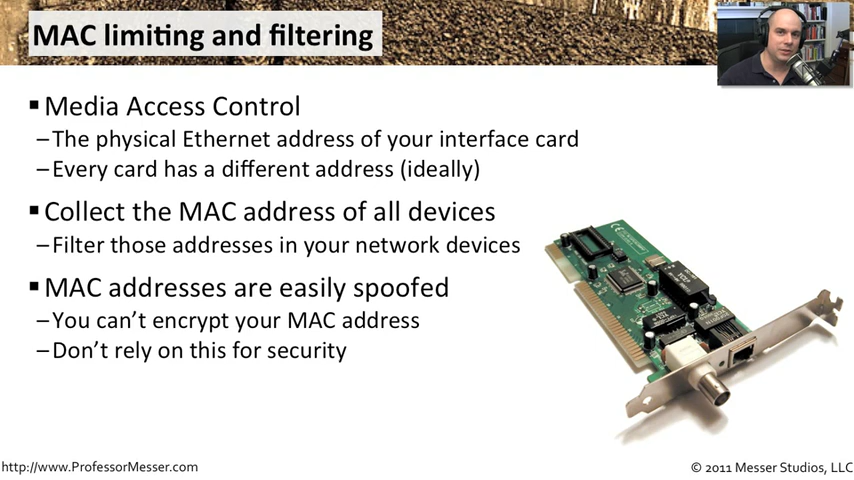 MAC limiting and filtering
▪ Media Access Control
–The physical Ethernet address of your interface card
–Every card has a different address (ideally)
▪ Collect the MAC address of all devices
–Filter those addresses in your network devices
▪ MAC addresses are easily spoofed
–You can’t encrypt your MAC address
–Don’t rely on this for security
http://www.ProfessorMesser.com
© 2011 Messer Studios, LLC